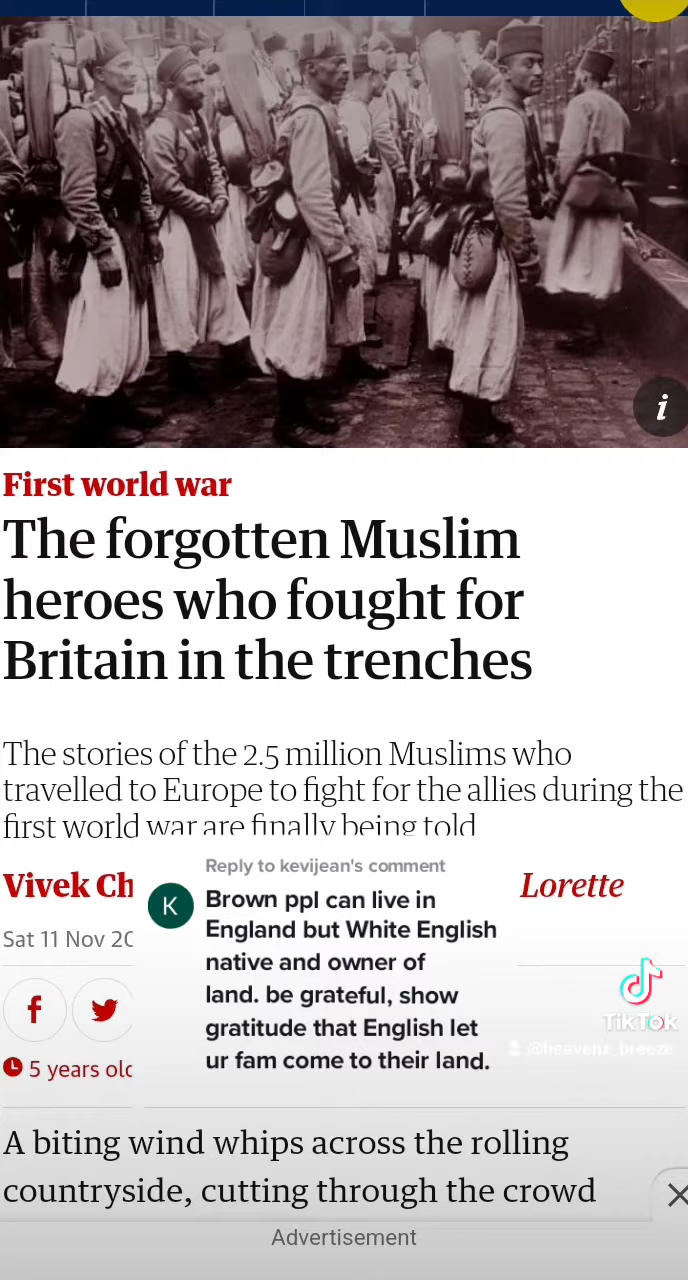 i
First world war
The forgotten Muslim
heroes who fought for
Britain in the trenches
The stories of the 2.5 million Muslims who
travelled to Europe to fight for the allies during the
first world war are finally being told
Vivek Ch
Lorette
Sat 11 Nov 20
f
5 years old
Reply to kevijean's comment
K
Brown ppl can live in
England but White English
native and owner of
land. be grateful, show
gratitude that English let
ur fam come to their land.
TikTok
@heavenz_breeze
A biting wind whips across the rolling
countryside, cutting through the crowd
Advertisement